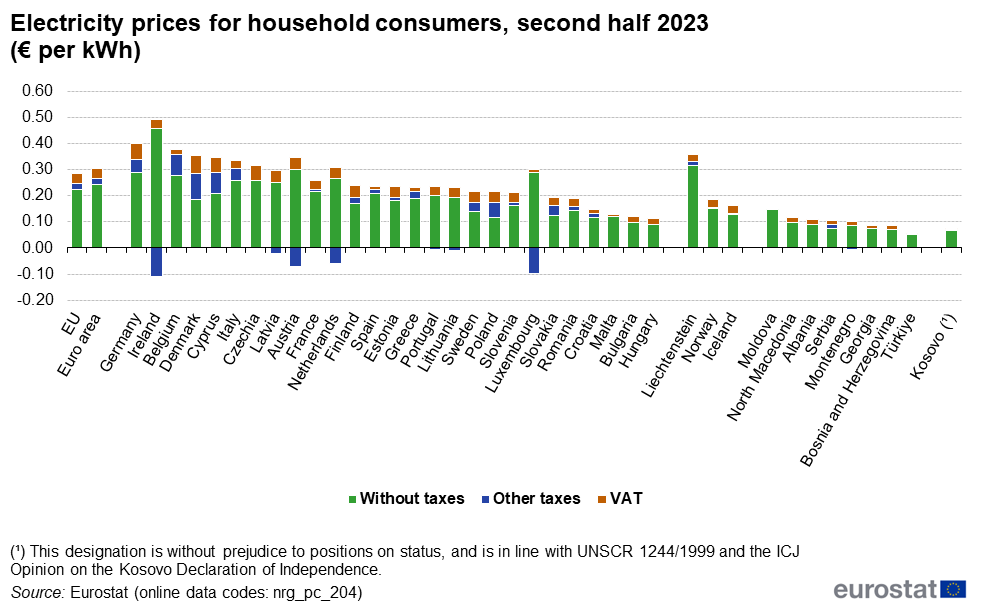 Electricity prices for household consumers, second half 2023
(€ per kWh)
0.60
0.50
0.40
0.30
0.20
0.10
0.00
-0.10
-0.20
EU
Euro area
Germany
Ireland
Belgium
Denmark
Cyprus
Italy
Czechia
Latvia
Austria
France
Netherlands
Finland
Spain
Estonia
Greece
Portugal
Lithuania
Sweden
Poland
Slovenia
Luxembourg
Slovakia
Romania
Croatia
Malta
Bulgaria
Hungary
Liechtenstein
Norway
Iceland
Moldova
North Macedonia
Albania
Serbia
Montenegro
Georgia
Bosnia and Herzegovina
Türkiye
Kosovo (¹)
Without taxes
Other taxes
VAT
(¹) This designation is without prejudice to positions on status, and is in line with UNSCR 1244/1999 and the ICJ
Opinion on the Kosovo Declaration of Independence.
Source: Eurostat (online data codes: nrg_pc_204)
eurostat